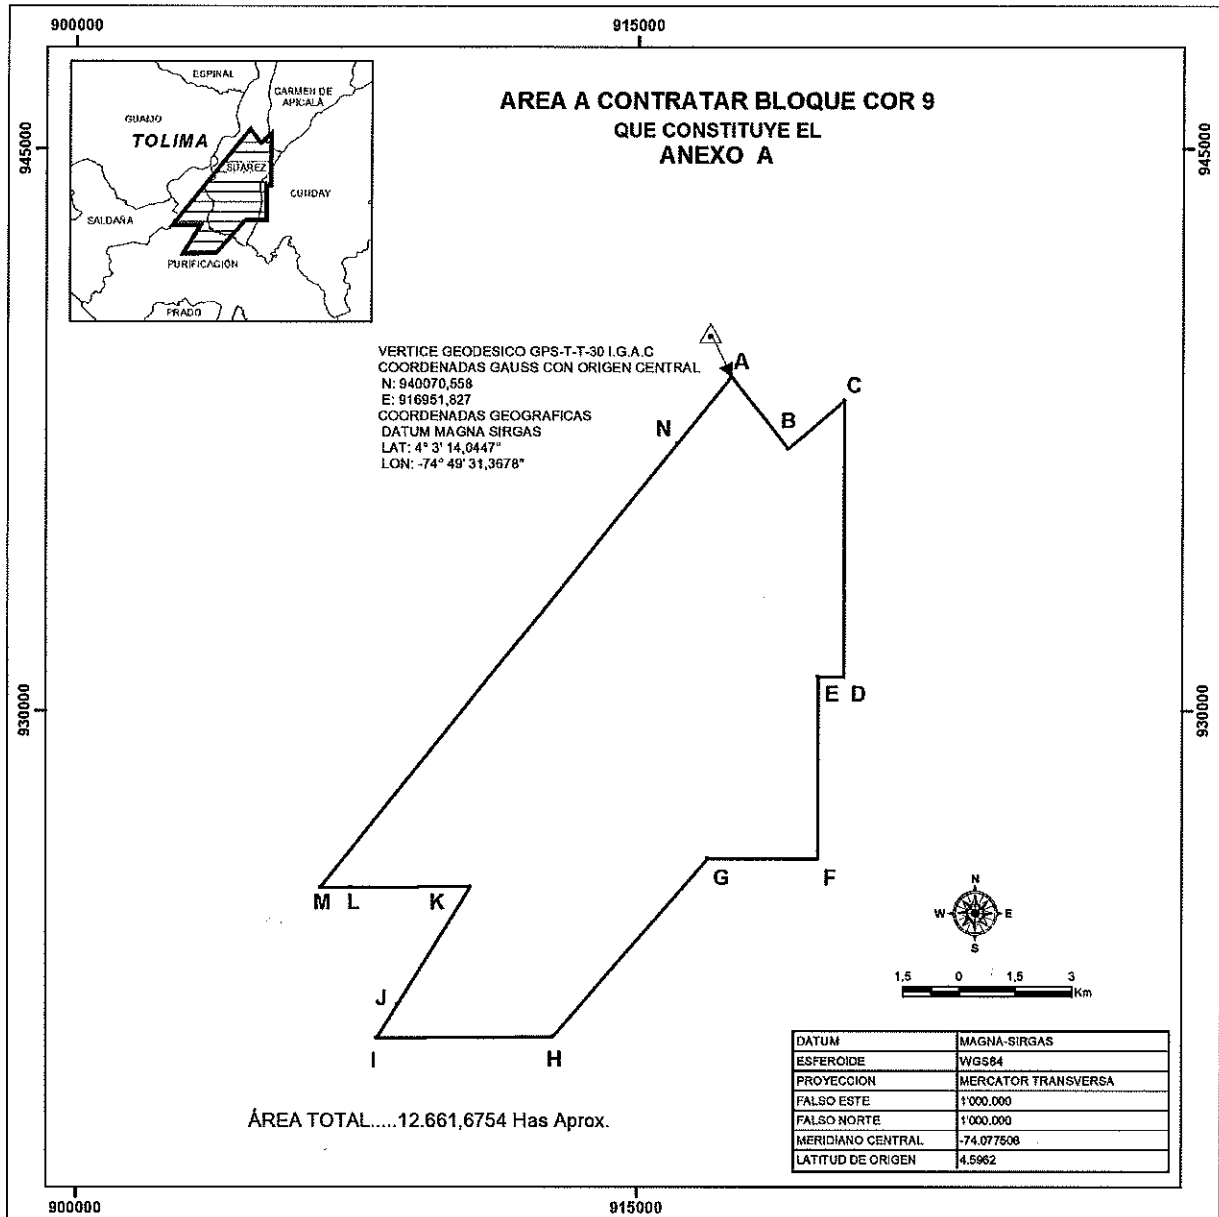 900000
915000
AREA A CONTRATAR BLOQUE COR 9
QUE CONSTITUYE EL
ANEXO A
945000
945000
ESPINAL
CARMEN DE
APICALÁ
GUAMO
TOLIMA
SUÁREZ
CUNDAY
SALDAÑA
PURIFICACIÓN
PRADO
VERTICE GEODESICO GPS-T-T-30 I.G.A.C
COORDENADAS GAUSS CON ORIGEN CENTRAL
N: 940070,558
E: 916951,827
COORDENADAS GEOGRAFICAS
DATUM MAGNA SIRGAS
LAT: 4° 3' 14,0447"
LON: -74° 49' 31,3678"
A
C
B
N
E D
930000
930000
G
F
M L K
J
I
H
N
W E
S
1,5 0 1,5 3
Km
ÁREA TOTAL.....12.661,6754 Has Aprox.
DATUM MAGNA-SIRGAS
ESFEROIDE WGS84
PROYECCION MERCATOR TRANSVERSA
FALSO ESTE 1'000.000
FALSO NORTE 1'000.000
MERIDIANO CENTRAL -74.077508
LATITUD DE ORIGEN 4.5962
900000
915000